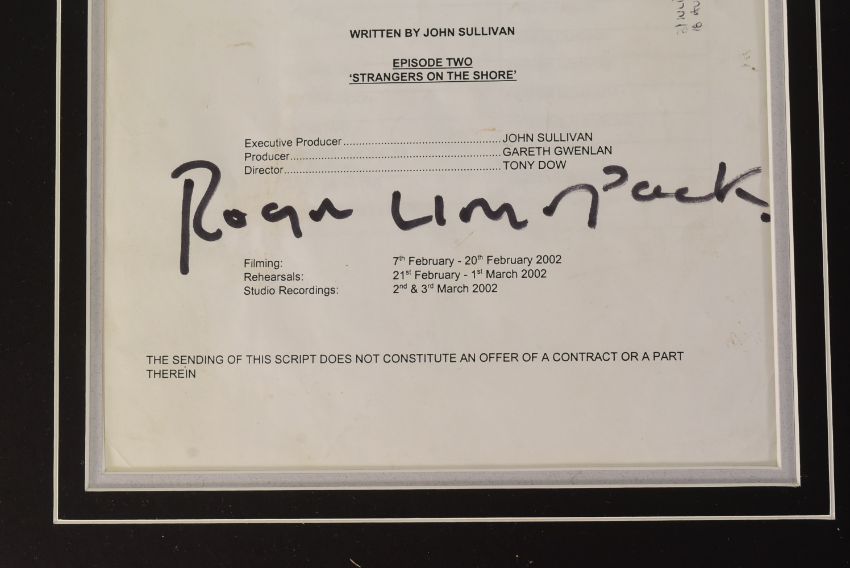 WRITTEN BY JOHN SULLIVAN
EPISODE TWO
'STRANGERS ON THE SHORE'
Executive Producer.................................................JOHN SULLIVAN
Producer.................................................................GARETH GWENLAN
Director...................................................................TONY DOW
Roger Lloyd Pack.
Filming: 7th February - 20th February 2002
Rehearsals: 21st February - 1st March 2002
Studio Recordings: 2nd & 3rd March 2002
THE SENDING OF THIS SCRIPT DOES NOT CONSTITUTE AN OFFER OF A CONTRACT OR A PART
THEREIN